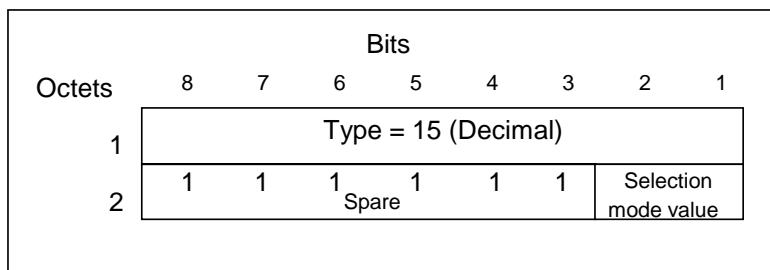 Bits
Octets 8 7 6 5 4 3 2 1
1 Type = 15 (Decimal)
2 1 1 1 1 1 1 Selection
Spare mode value